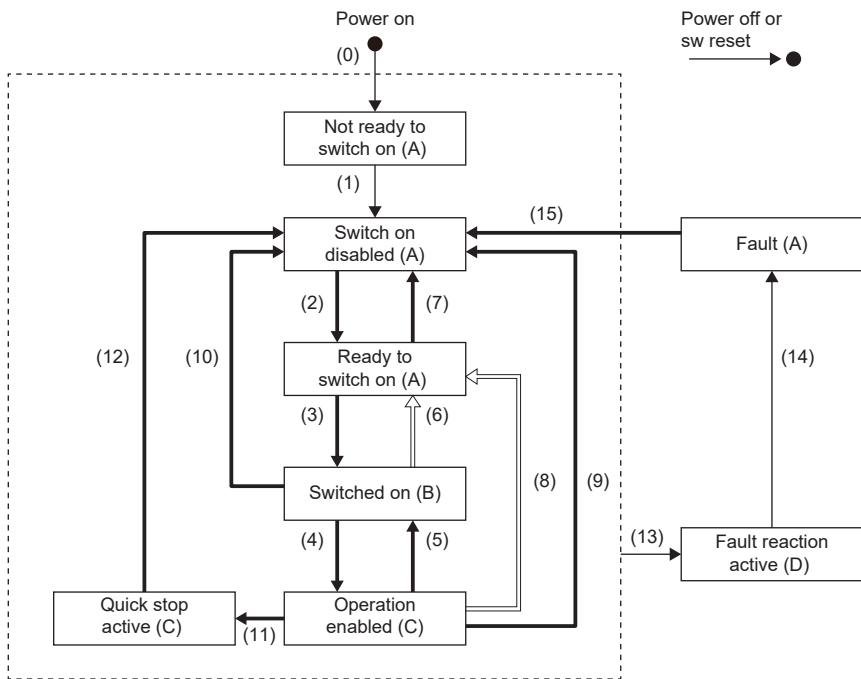 Power on
Power off or
sw reset
(0)
Not ready to
switch on (A)
(1)
(15)
Switch on
disabled (A)
Fault (A)
(2)
(7)
(12)
(10)
(14)
Ready to
switch on (A)
(3)
(6)
(8)
(9)
Switched on (B)
(4)
(5)
(13)
Fault reaction
active (D)
Quick stop
active (C)
(11)
Operation
enabled (C)